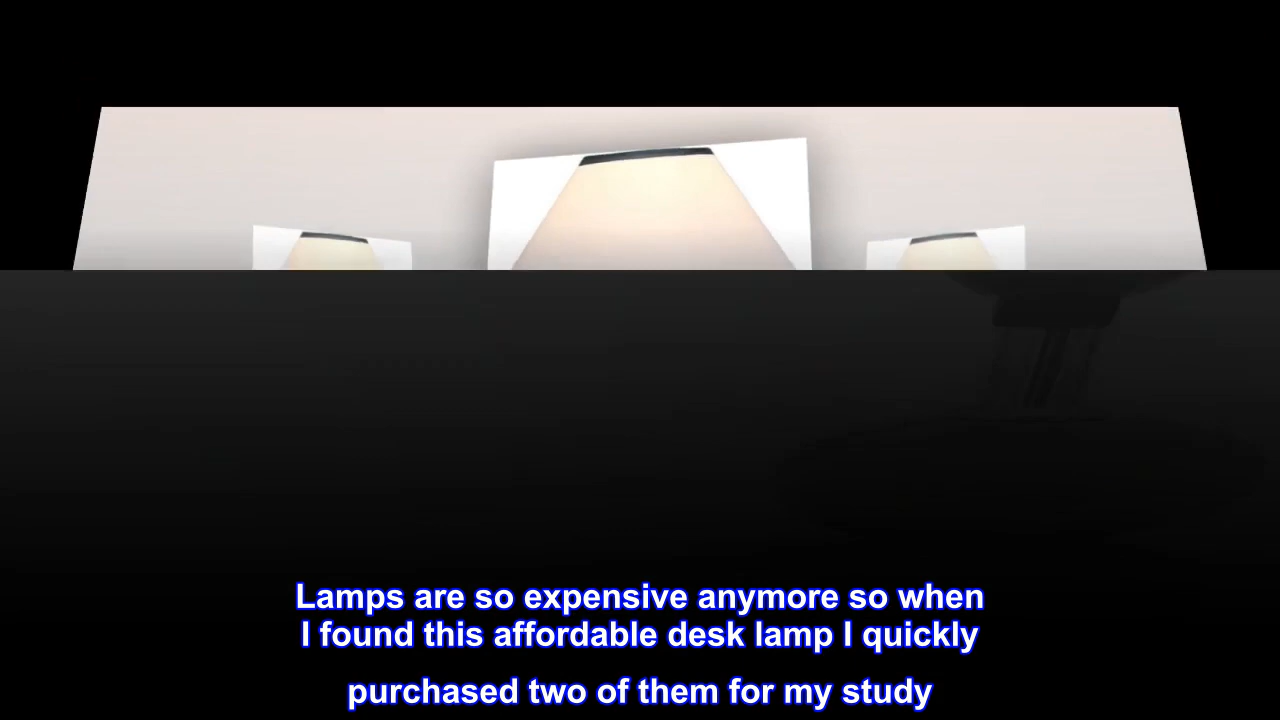 Lamps are so expensive anymore so when
I found this affordable desk lamp I quickly
purchased two of them for my study